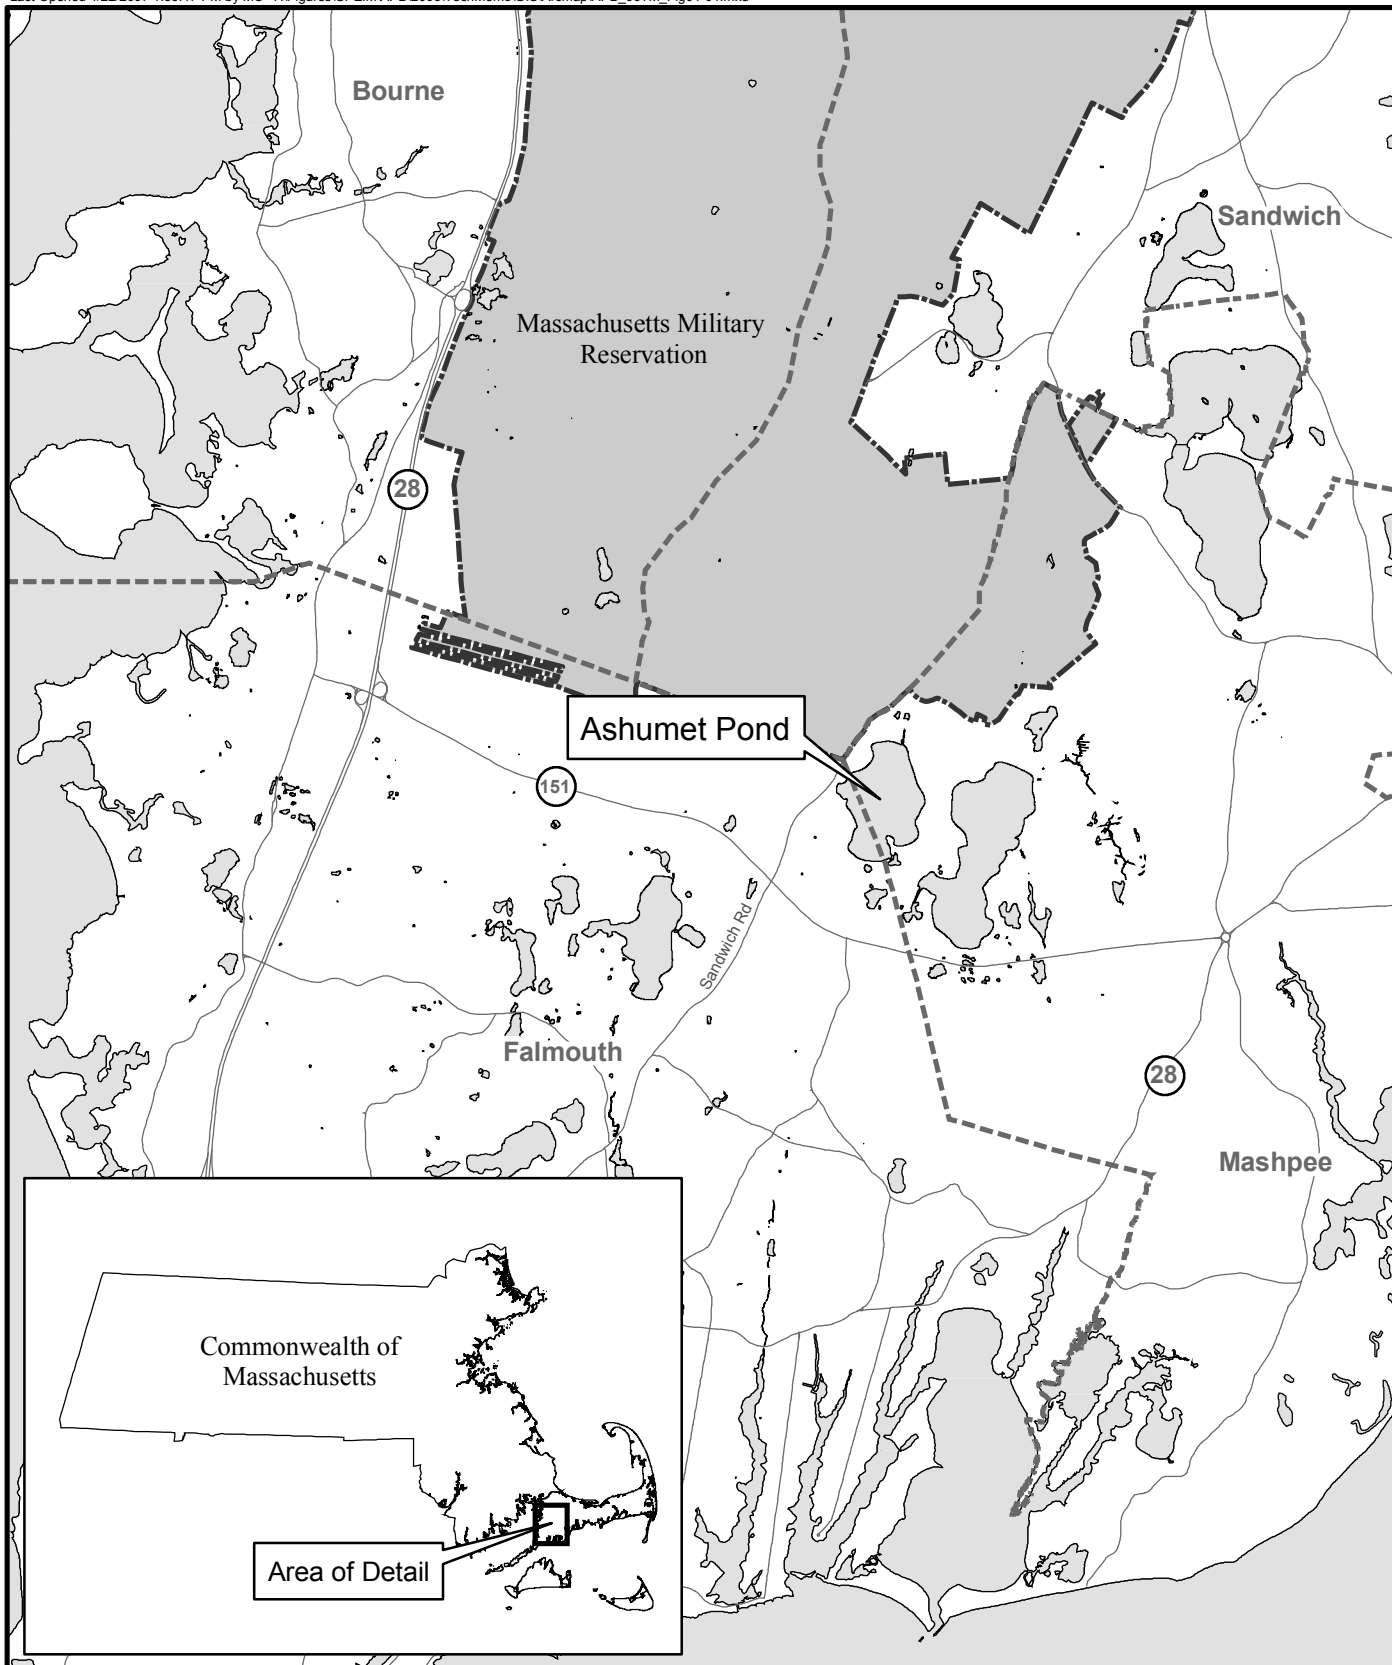 Bourne
Sandwich
Massachusetts Military
Reservation
28
Ashumet Pond
151
Sandwich Rd
Falmouth
28
Mashpee
Commonwealth of
Massachusetts
Area of Detail